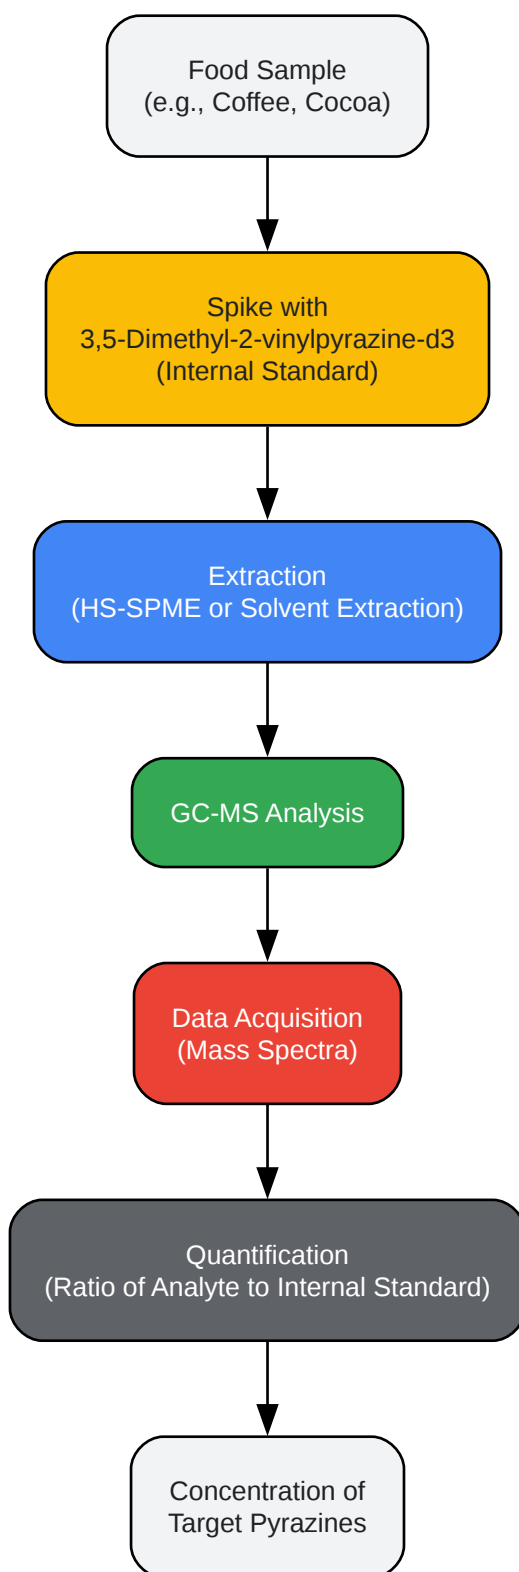 Food Sample
(e.g., Coffee, Cocoa)
Spike with
3,5-Dimethyl-2-vinylpyrazine-d3
(Internal Standard)
Extraction
(HS-SPME or Solvent Extraction)
GC-MS Analysis
Data Acquisition
(Mass Spectra)
Quantification
(Ratio of Analyte to Internal Standard)
Concentration of
Target Pyrazines